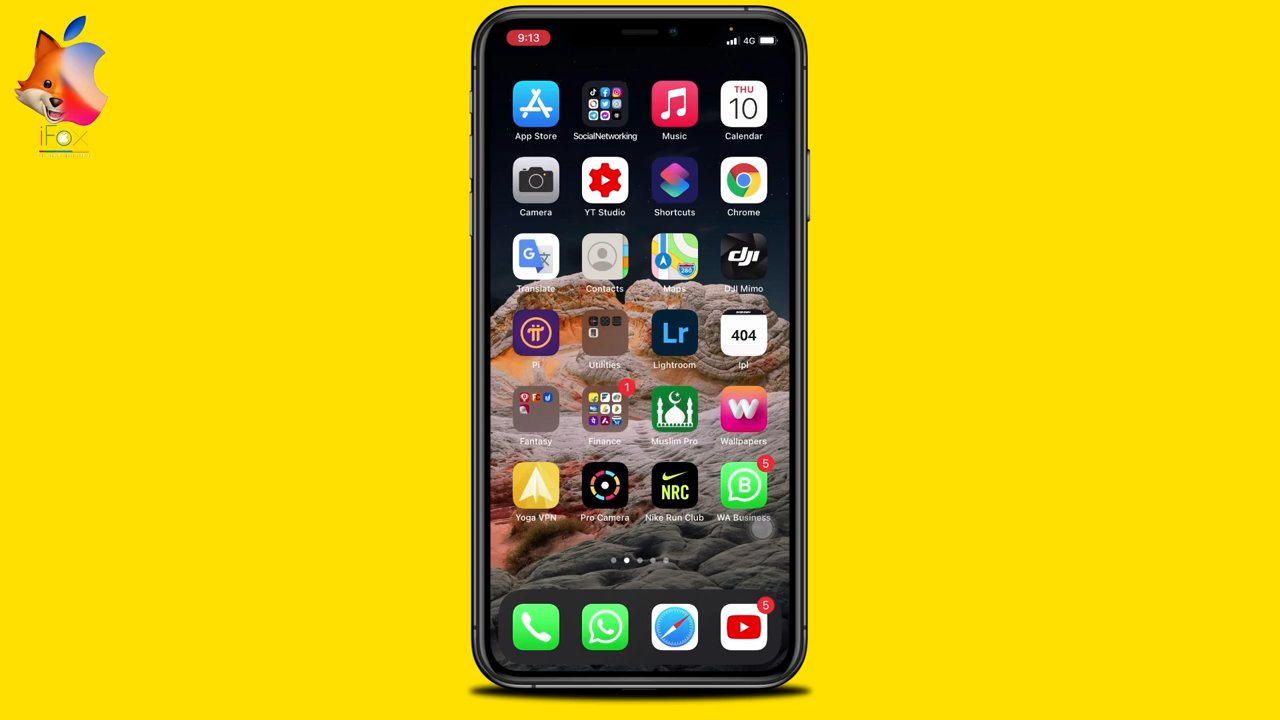 9:13
4G
iFox
THU
10
App Store
SocialNetworking
Music
Calendar
Camera
YT Studio
Shortcuts
Chrome
G
dji
Translate
Contacts
Maps
DJI Mimo
280
Lr
404
Pi
Utilities
Lightroom
Ipl
1
W
Fantasy
Finance
Muslim Pro
Wallpapers
5
NRC
B
Yoga VPN
Pro Camera
Nike Run Club
WA Business
5